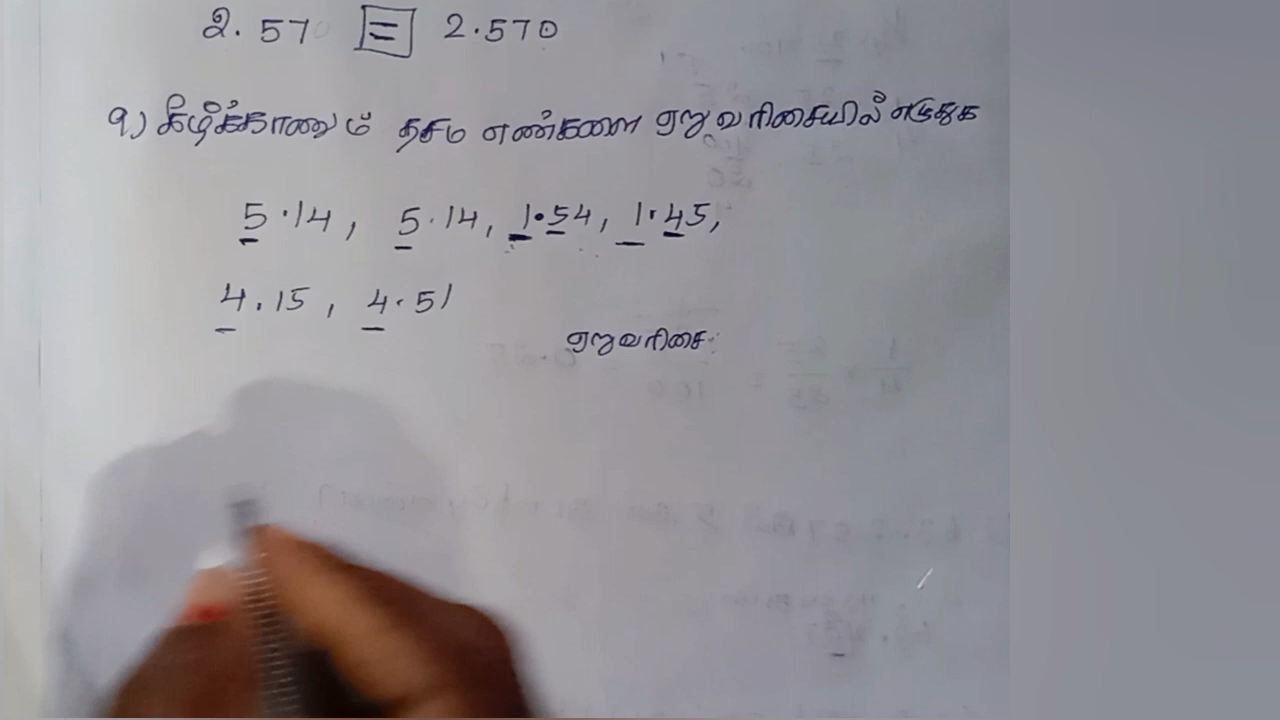 2.570 = 2.570
9) கீழ்க்காணும் தசம எண்களை ஏறுவரிசையில் எழுதுக
5.14, 5.14, 1.54, 1.45,
4.15, 4.51
ஏறுவரிசை